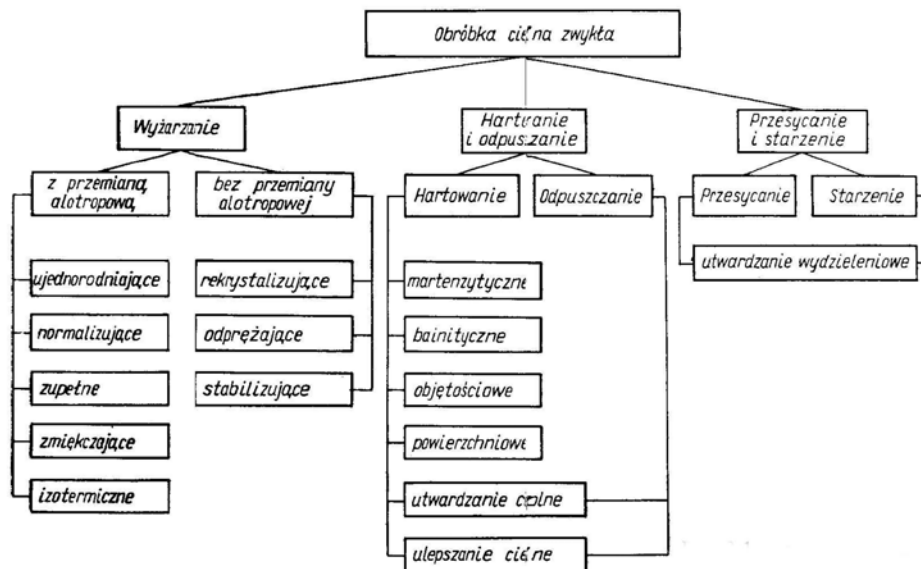 Obróbka cieplna zwykła
Wyżarzanie
Hartowanie
i odpuszczanie
Przesycanie
i starzenie
z przemianą
alotropową
bez przemiany
alotropowej
Hartowanie
Odpuszczanie
Przesycanie
Starzenie
ujednorodniające
rekrystalizujące
martenzytyczne
utwardzanie wydzieleniowe
normalizujące
odprężające
bainityczne
zupełne
stabilizujące
objętościowe
zmiękczające
powierzchniowe
izotermiczne
utwardzanie cieplne
ulepszanie cieplne